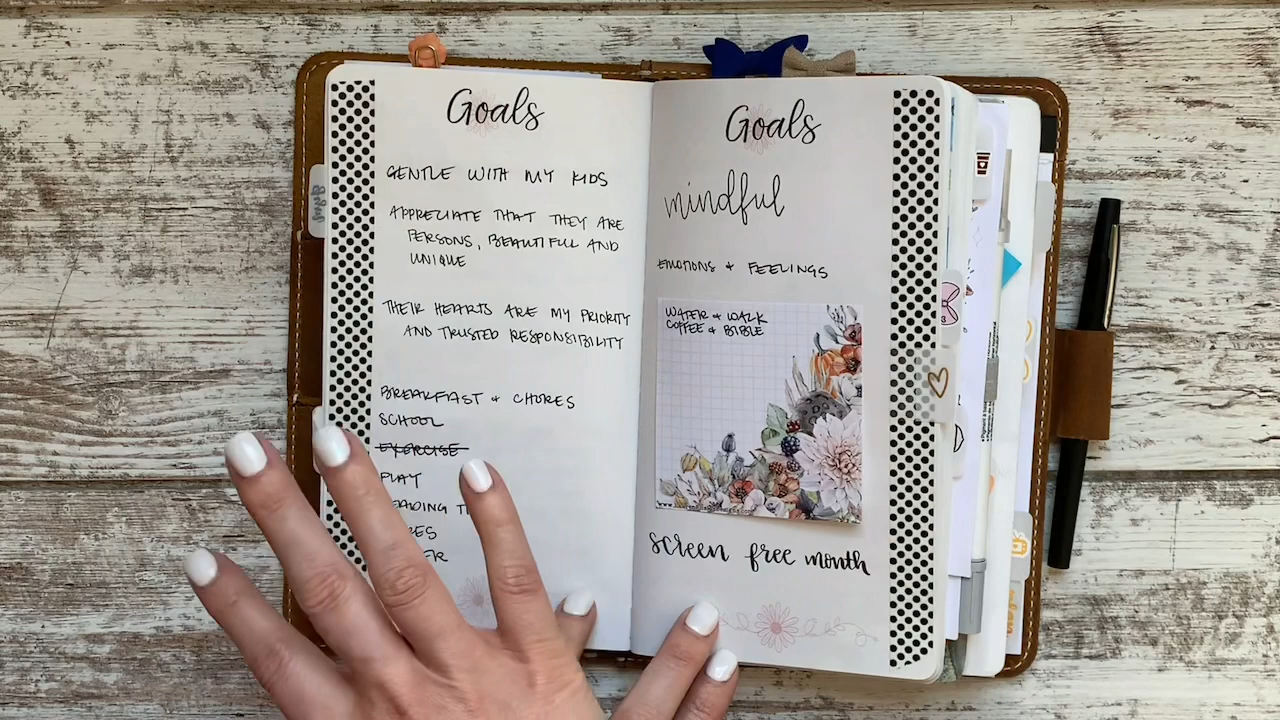 Goals
GENTLE WITH MY KIDS
APPRECIATE THAT THEY ARE
PERSONS, BEAUTIFUL AND
UNIQUE
THEIR HEARTS ARE MY PRIORITY
AND TRUSTED RESPONSIBILITY
BREAKFAST & CHORES
SCHOOL
EXERCISE
PLAY
Goals
mindful
EMOTIONS & FEELINGS
WATER & WALK
COFFEE & BIBLE
screen free month